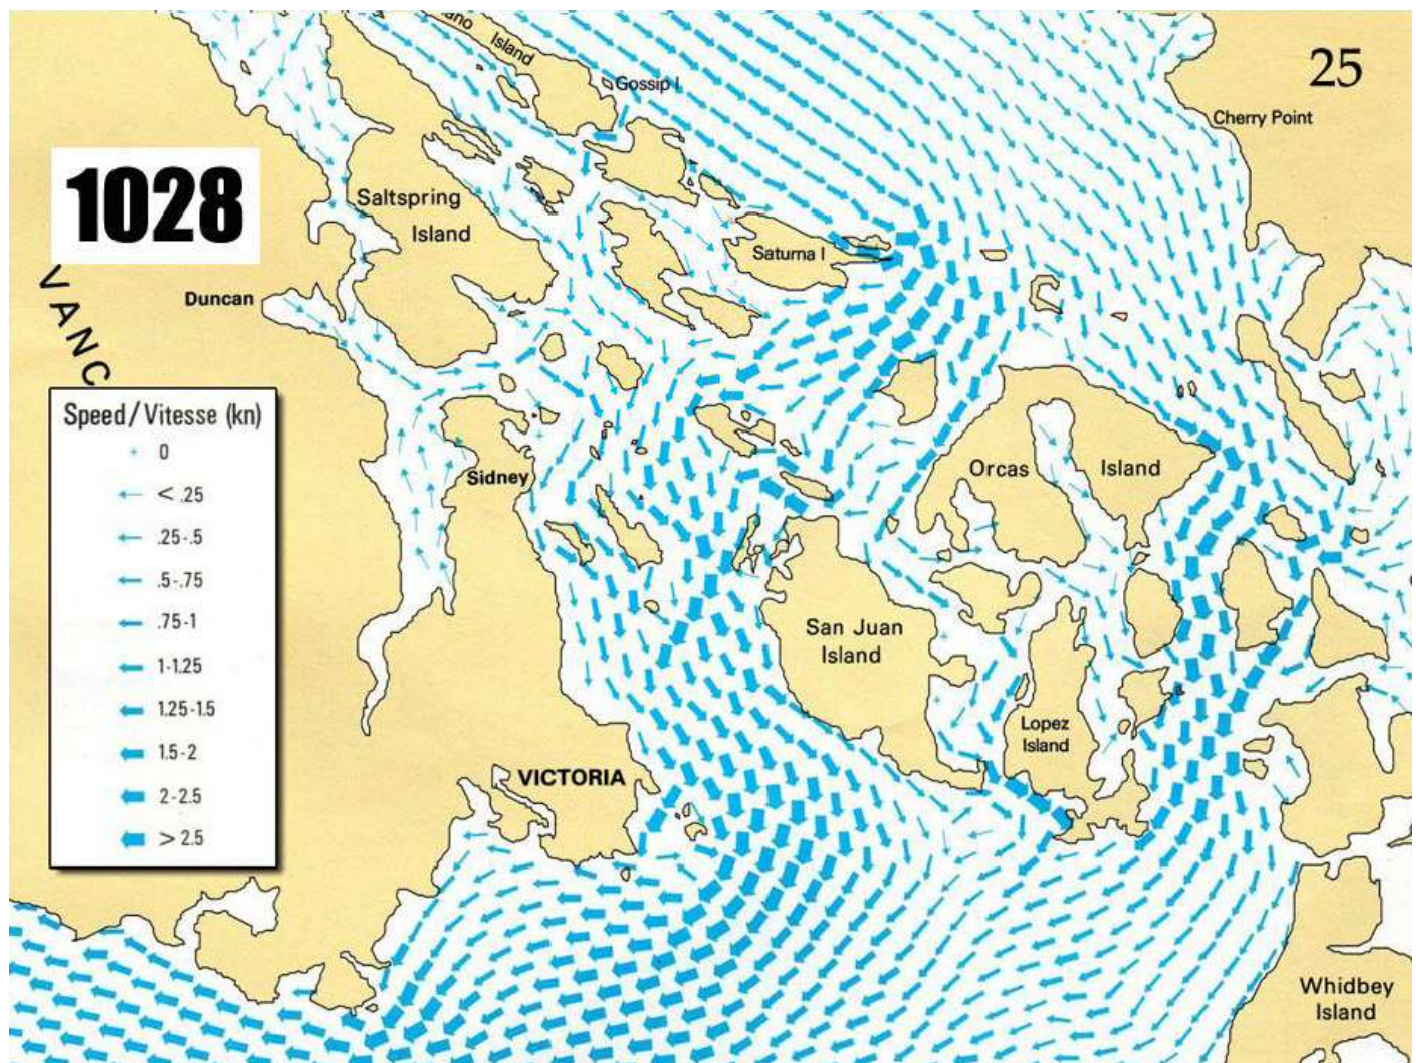 ano
Island
Gossip I
25
Cherry Point
1028
Saltspring
Island
Saturna I
Duncan
VANC
Speed/Vitesse (kn)
0
< .25
.25-.5
.5-.75
.75-1
1-1.25
1.25-1.5
1.5-2
2-2.5
> 2.5
Sidney
Orcas
Island
San Juan
Island
Lopez
Island
VICTORIA
Whidbey
Island